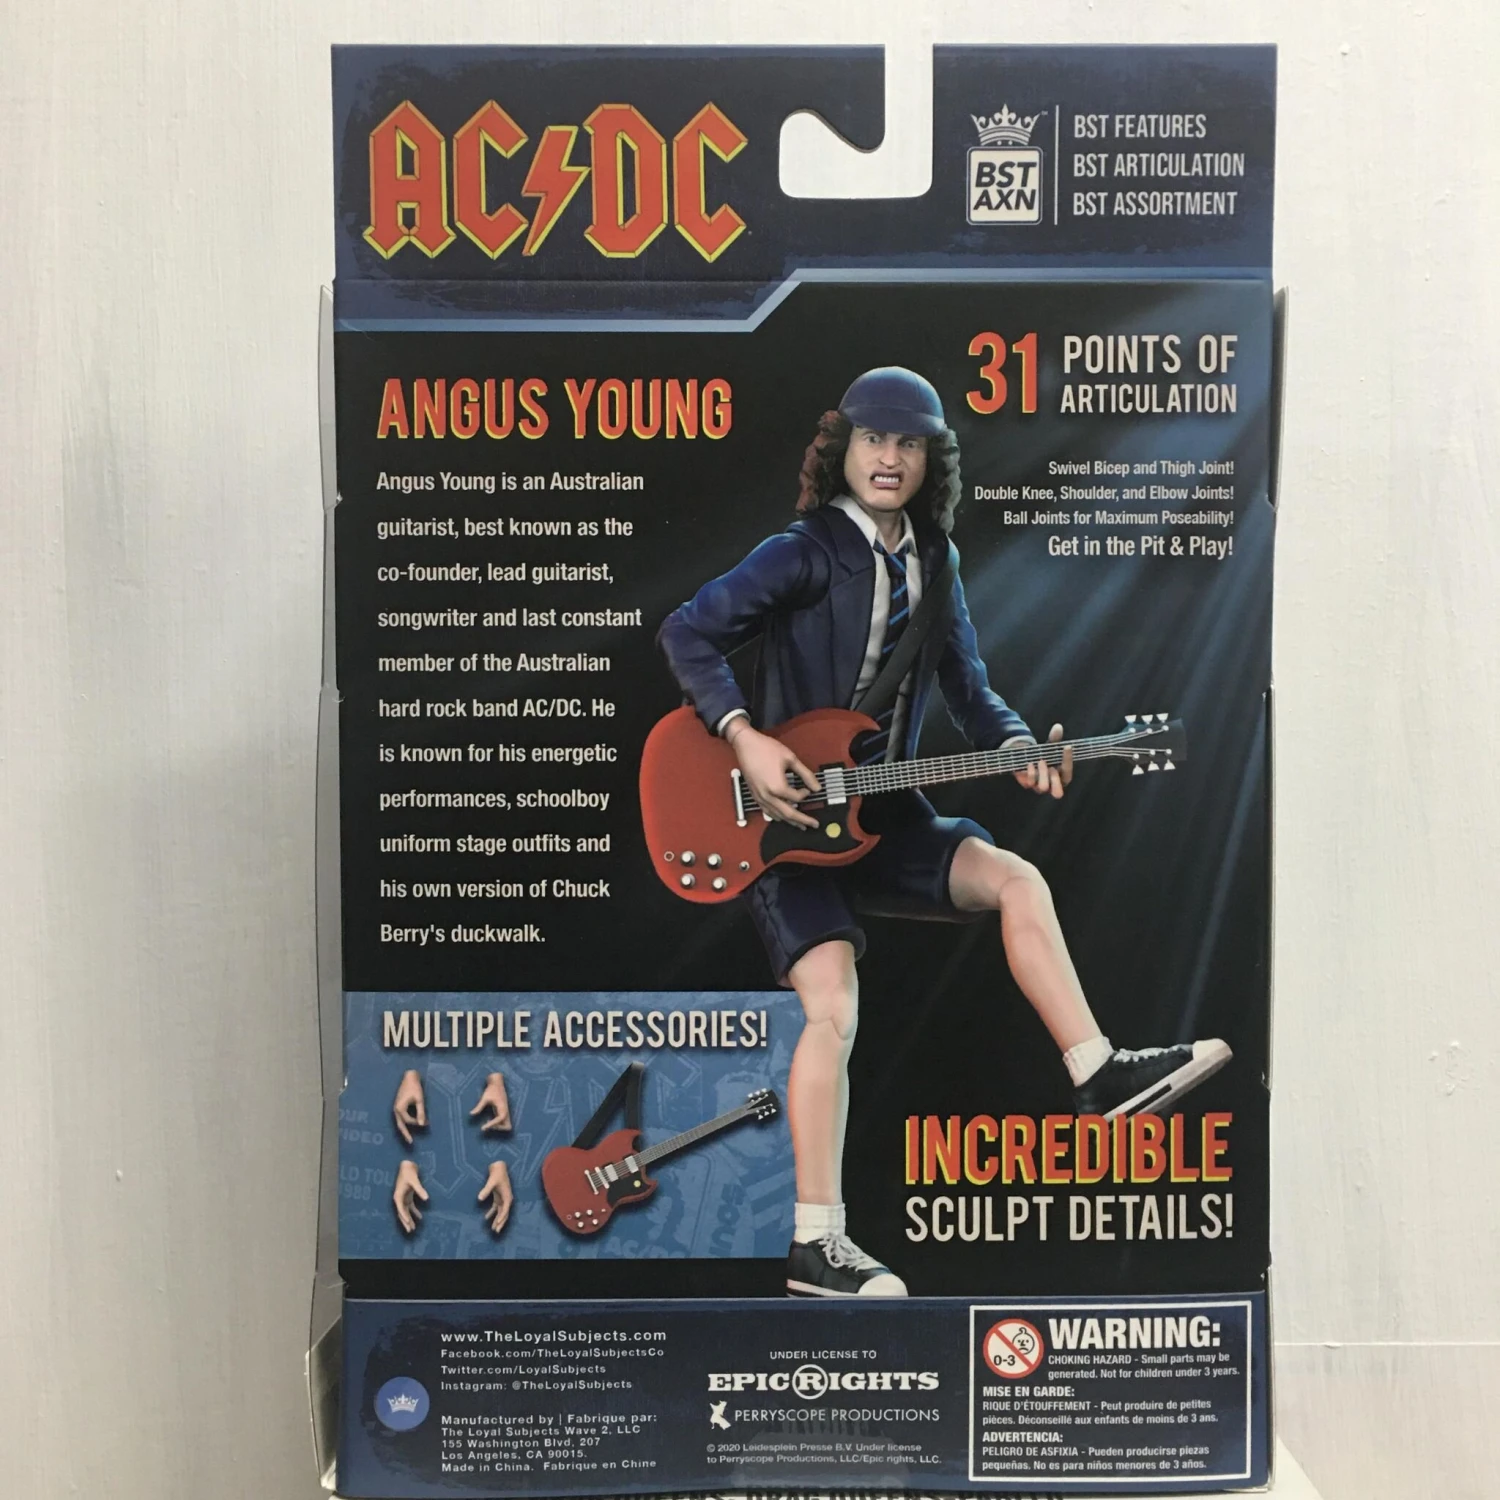 AC DC
BST
AXN
BST FEATURES
BST ARTICULATION
BST ASSORTMENT
31 POINTS OF
ARTICULATION
Swivel Bicep and Thigh Joint!
Double Knee, Shoulder, and Elbow Joints!
Ball Joints for Maximum Poseability!
Get in the Pit & Play!
ANGUS YOUNG
Angus Young is an Australian
guitarist, best known as the
co-founder, lead guitarist,
songwriter and last constant
member of the Australian
hard rock band AC/DC. He
is known for his energetic
performances, schoolboy
uniform stage outfits and
his own version of Chuck
Berry's duckwalk.
MULTIPLE ACCESSORIES!
INCREDIBLE
SCULPT DETAILS!
www.TheLoyalSubjects.com
Facebook.com/TheLoyalSubjectsCo
Twitter.com/LoyalSubjects
Instagram: @TheLoyalSubjects
Manufactured by | Fabrique par:
The Loyal Subjects Wave 2, LLC
155 Washington Blvd, 207
Los Angeles, CA 90015.
Made in China. Fabrique en Chine
UNDER LICENSE TO
EPIC RIGHTS
PERRYSCOPE PRODUCTIONS
© 2020 Leidseplein Presse B.V. Under license
to Perryscope Productions, LLC/Epic rights, LLC.
0-3
WARNING:
CHOKING HAZARD - Small parts may be
generated. Not for children under 3 years.
MISE EN GARDE:
RIQUE D'ÉTOUFFEMENT - Peut produire de petites
pièces. Déconseillé aux enfants de moins de 3 ans.
ADVERTENCIA:
PELIGRO DE ASFIXIA - Pueden producirse piezas
pequeñas. No es para niños menores de 3 años.